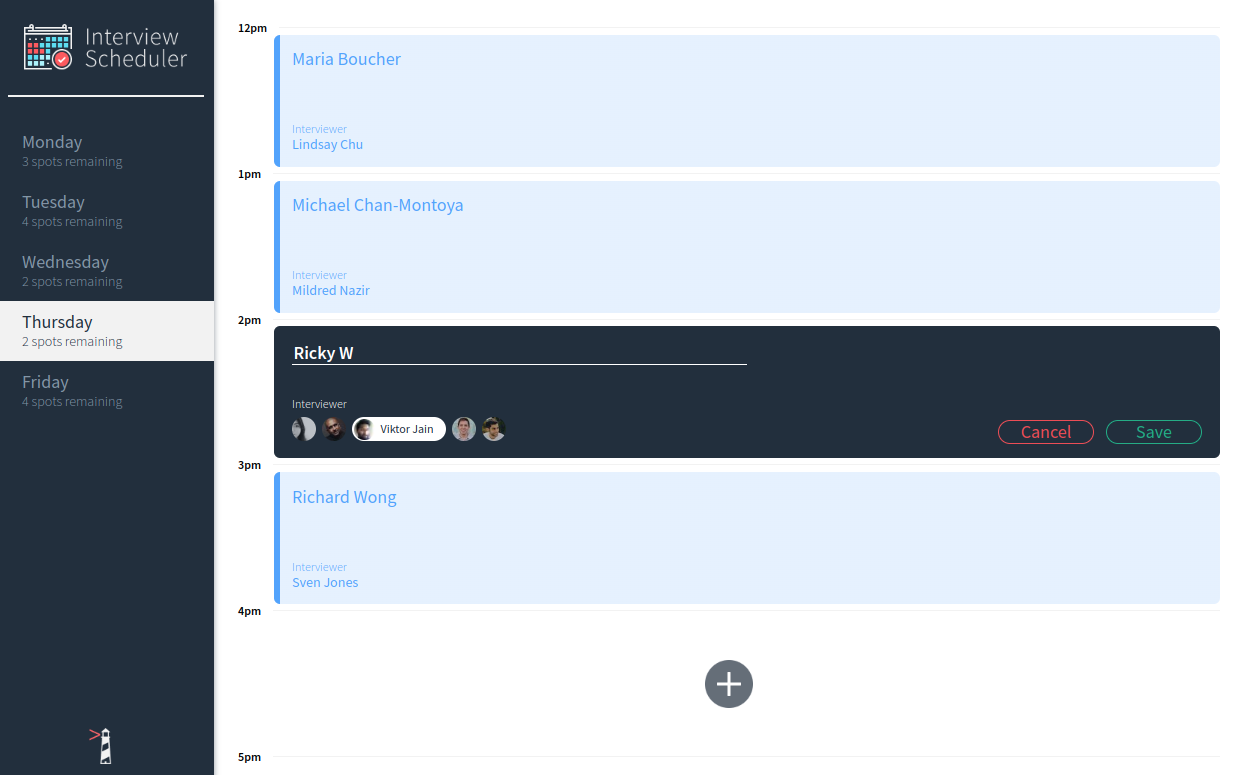 Interview
Scheduler
Monday
3 spots remaining
Tuesday
4 spots remaining
Wednesday
2 spots remaining
Thursday
2 spots remaining
Friday
4 spots remaining
12pm
Maria Boucher
Interviewer
Lindsay Chu
1pm
Michael Chan-Montoya
Interviewer
Mildred Nazir
2pm
Ricky W
Interviewer
Viktor Jain
Cancel Save
3pm
Richard Wong
Interviewer
Sven Jones
4pm
5pm